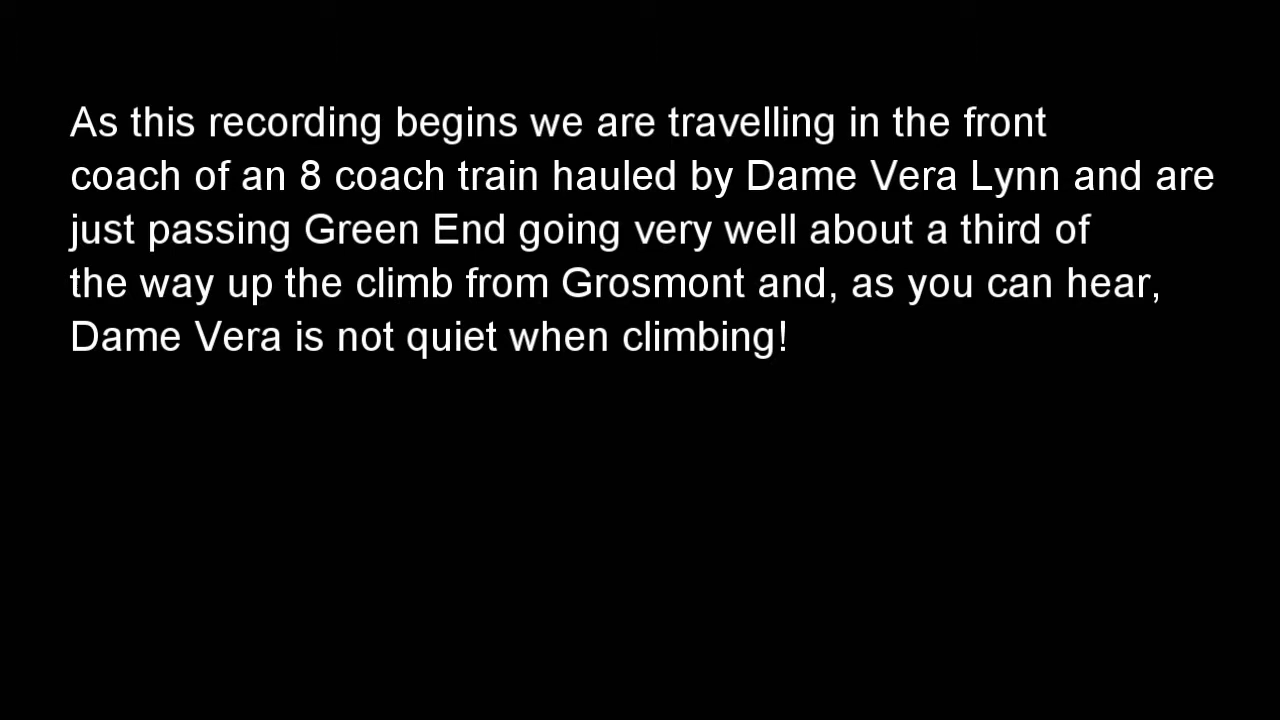 As this recording begins we are travelling in the front
coach of an 8 coach train hauled by Dame Vera Lynn and are
just passing Green End going very well about a third of
the way up the climb from Grosmont and, as you can hear,
Dame Vera is not quiet when climbing!